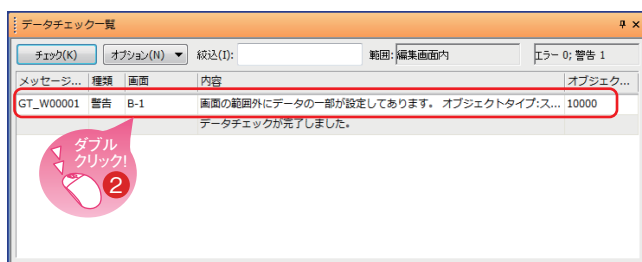 データチェック一覧
チェック(K) オプション(N) 絞込(I): 範囲: 編集画面内 エラー 0; 警告 1
メッセージ... 種類 画面 内容 オブジェク...
GT_W00001 警告 B-1 画面の範囲外にデータの一部が設定してあります。 オブジェクトタイプ:ス... 10000
データチェックが完了しました。
ダブル
クリック!
2